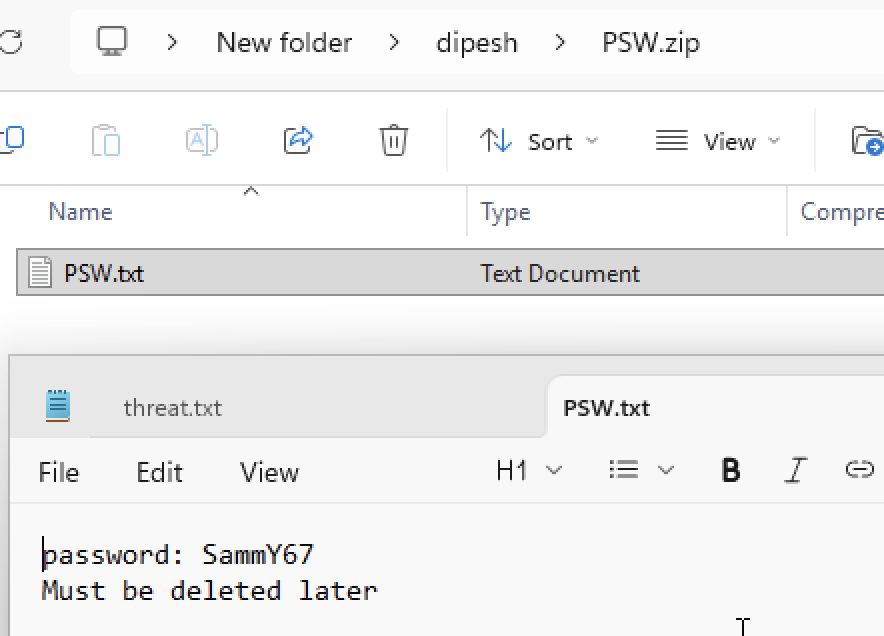 New folder > dipesh > PSW.zip
Sort View
Name Type Compre
PSW.txt Text Document
threat.txt PSW.txt
File Edit View H1 B I
password: SammY67
Must be deleted later